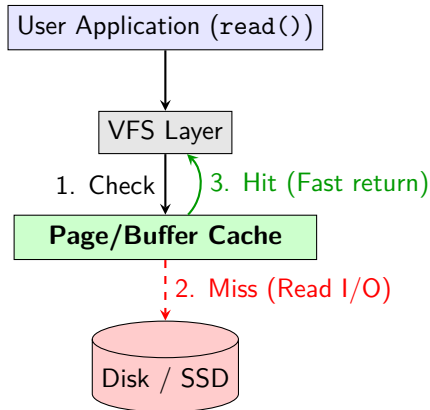 User Application (read())
VFS Layer
1. Check
3. Hit (Fast return)
Page/Buffer Cache
2. Miss (Read I/O)
Disk / SSD